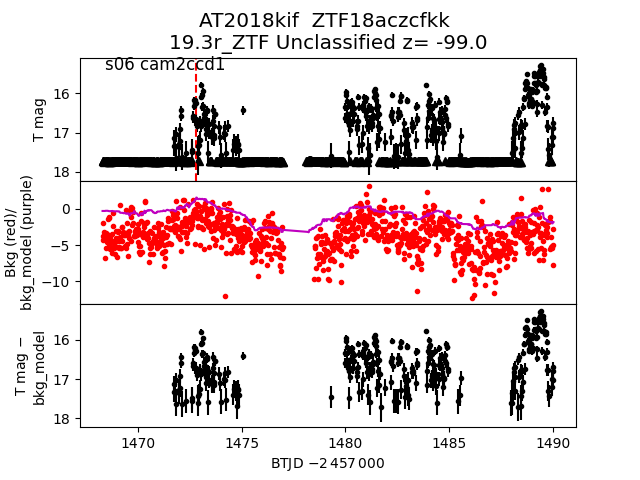 AT2018kif  ZTF18aczcfkk
19.3r_ZTF Unclassified z= -99.0
s06 cam2ccd1
T mag
16
17
18
Bkg (red)/
bkg_model (purple)
0
−5
−10
T mag −
bkg_model
16
17
18
1470
1475
1480
1485
1490
BTJD −2 457 000